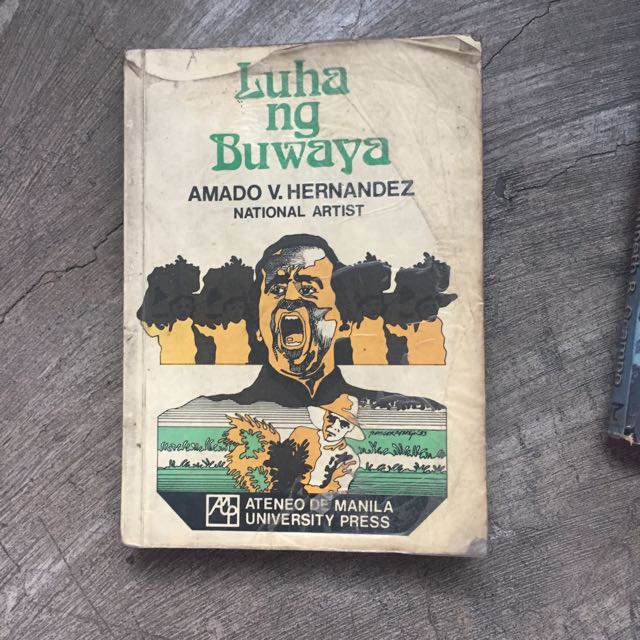 Luha
ng
Buwaya
AMADO V. HERNANDEZ
NATIONAL ARTIST
ATENEO DE MANILA
UNIVERSITY PRESS